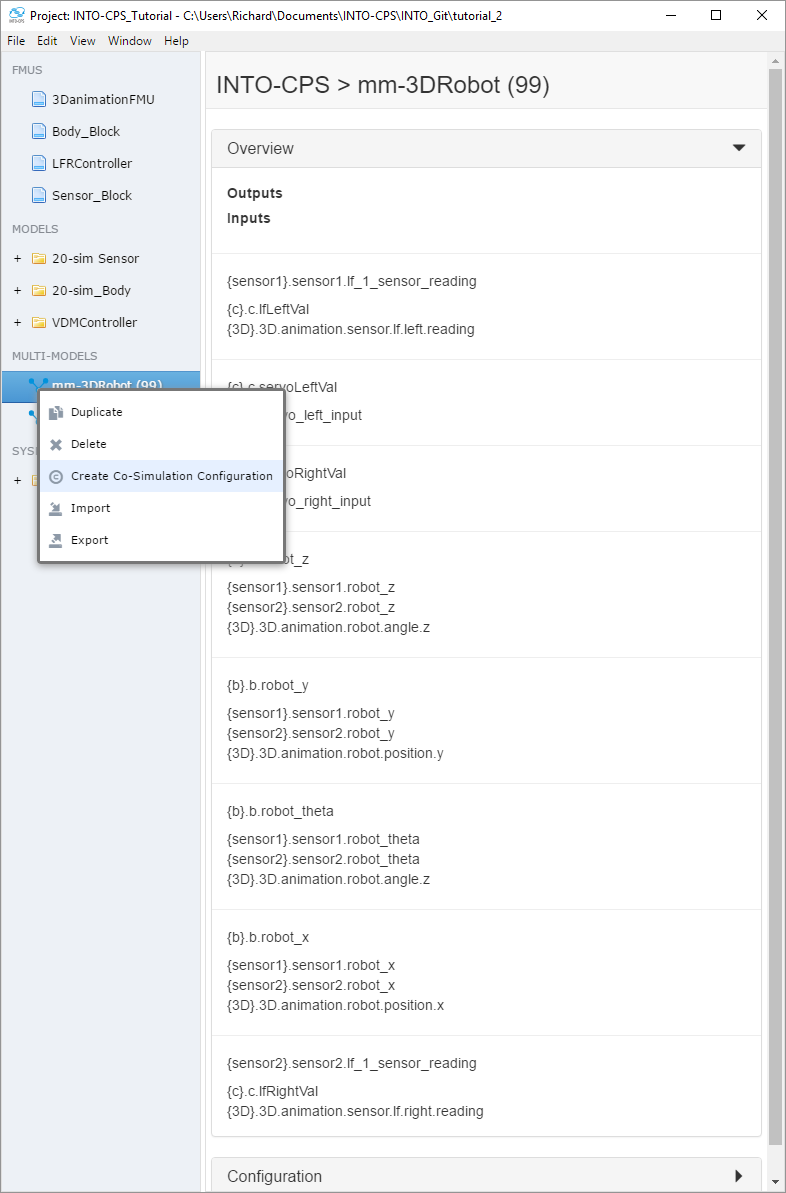 INTO-CPS
Project: INTO-CPS_Tutorial - C:\Users\Richard\Documents\INTO-CPS\INTO_Git\tutorial_2
File Edit View Window Help
FMUS
3DanimationFMU
Body_Block
LFRController
Sensor_Block
MODELS
+ 20-sim Sensor
+ 20-sim_Body
+ VDMController
MULTI-MODELS
mm-3DRobot (99)
SYS
+
Duplicate
Delete
Create Co-Simulation Configuration
Import
Export
INTO-CPS > mm-3DRobot (99)
Overview
Outputs
Inputs
{sensor1}.sensor1.lf_1_sensor_reading
{c}.c.lfLeftVal
{3D}.3D.animation.sensor.lf.left.reading
{c}.c.servoLeftVal
vo_left_input
oRightVal
vo_right_input
ot_z
{sensor1}.sensor1.robot_z
{sensor2}.sensor2.robot_z
{3D}.3D.animation.robot.angle.z
{b}.b.robot_y
{sensor1}.sensor1.robot_y
{sensor2}.sensor2.robot_y
{3D}.3D.animation.robot.position.y
{b}.b.robot_theta
{sensor1}.sensor1.robot_theta
{sensor2}.sensor2.robot_theta
{3D}.3D.animation.robot.angle.z
{b}.b.robot_x
{sensor1}.sensor1.robot_x
{sensor2}.sensor2.robot_x
{3D}.3D.animation.robot.position.x
{sensor2}.sensor2.lf_1_sensor_reading
{c}.c.lfRightVal
{3D}.3D.animation.sensor.lf.right.reading
Configuration